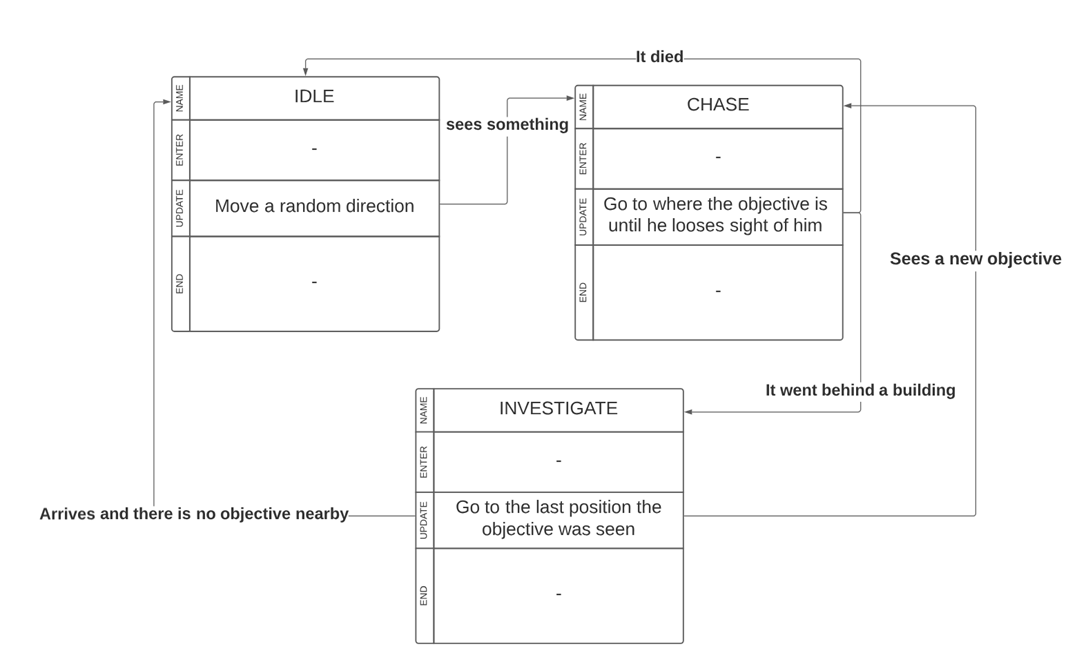 It died
NAME
IDLE
ENTER
-
UPDATE
Move a random direction
END
-
sees something
NAME
CHASE
ENTER
-
UPDATE
Go to where the objective is
until he looses sight of him
END
-
Sees a new objective
It went behind a building
NAME
INVESTIGATE
ENTER
-
UPDATE
Go to the last position the
objective was seen
END
-
Arrives and there is no objective nearby